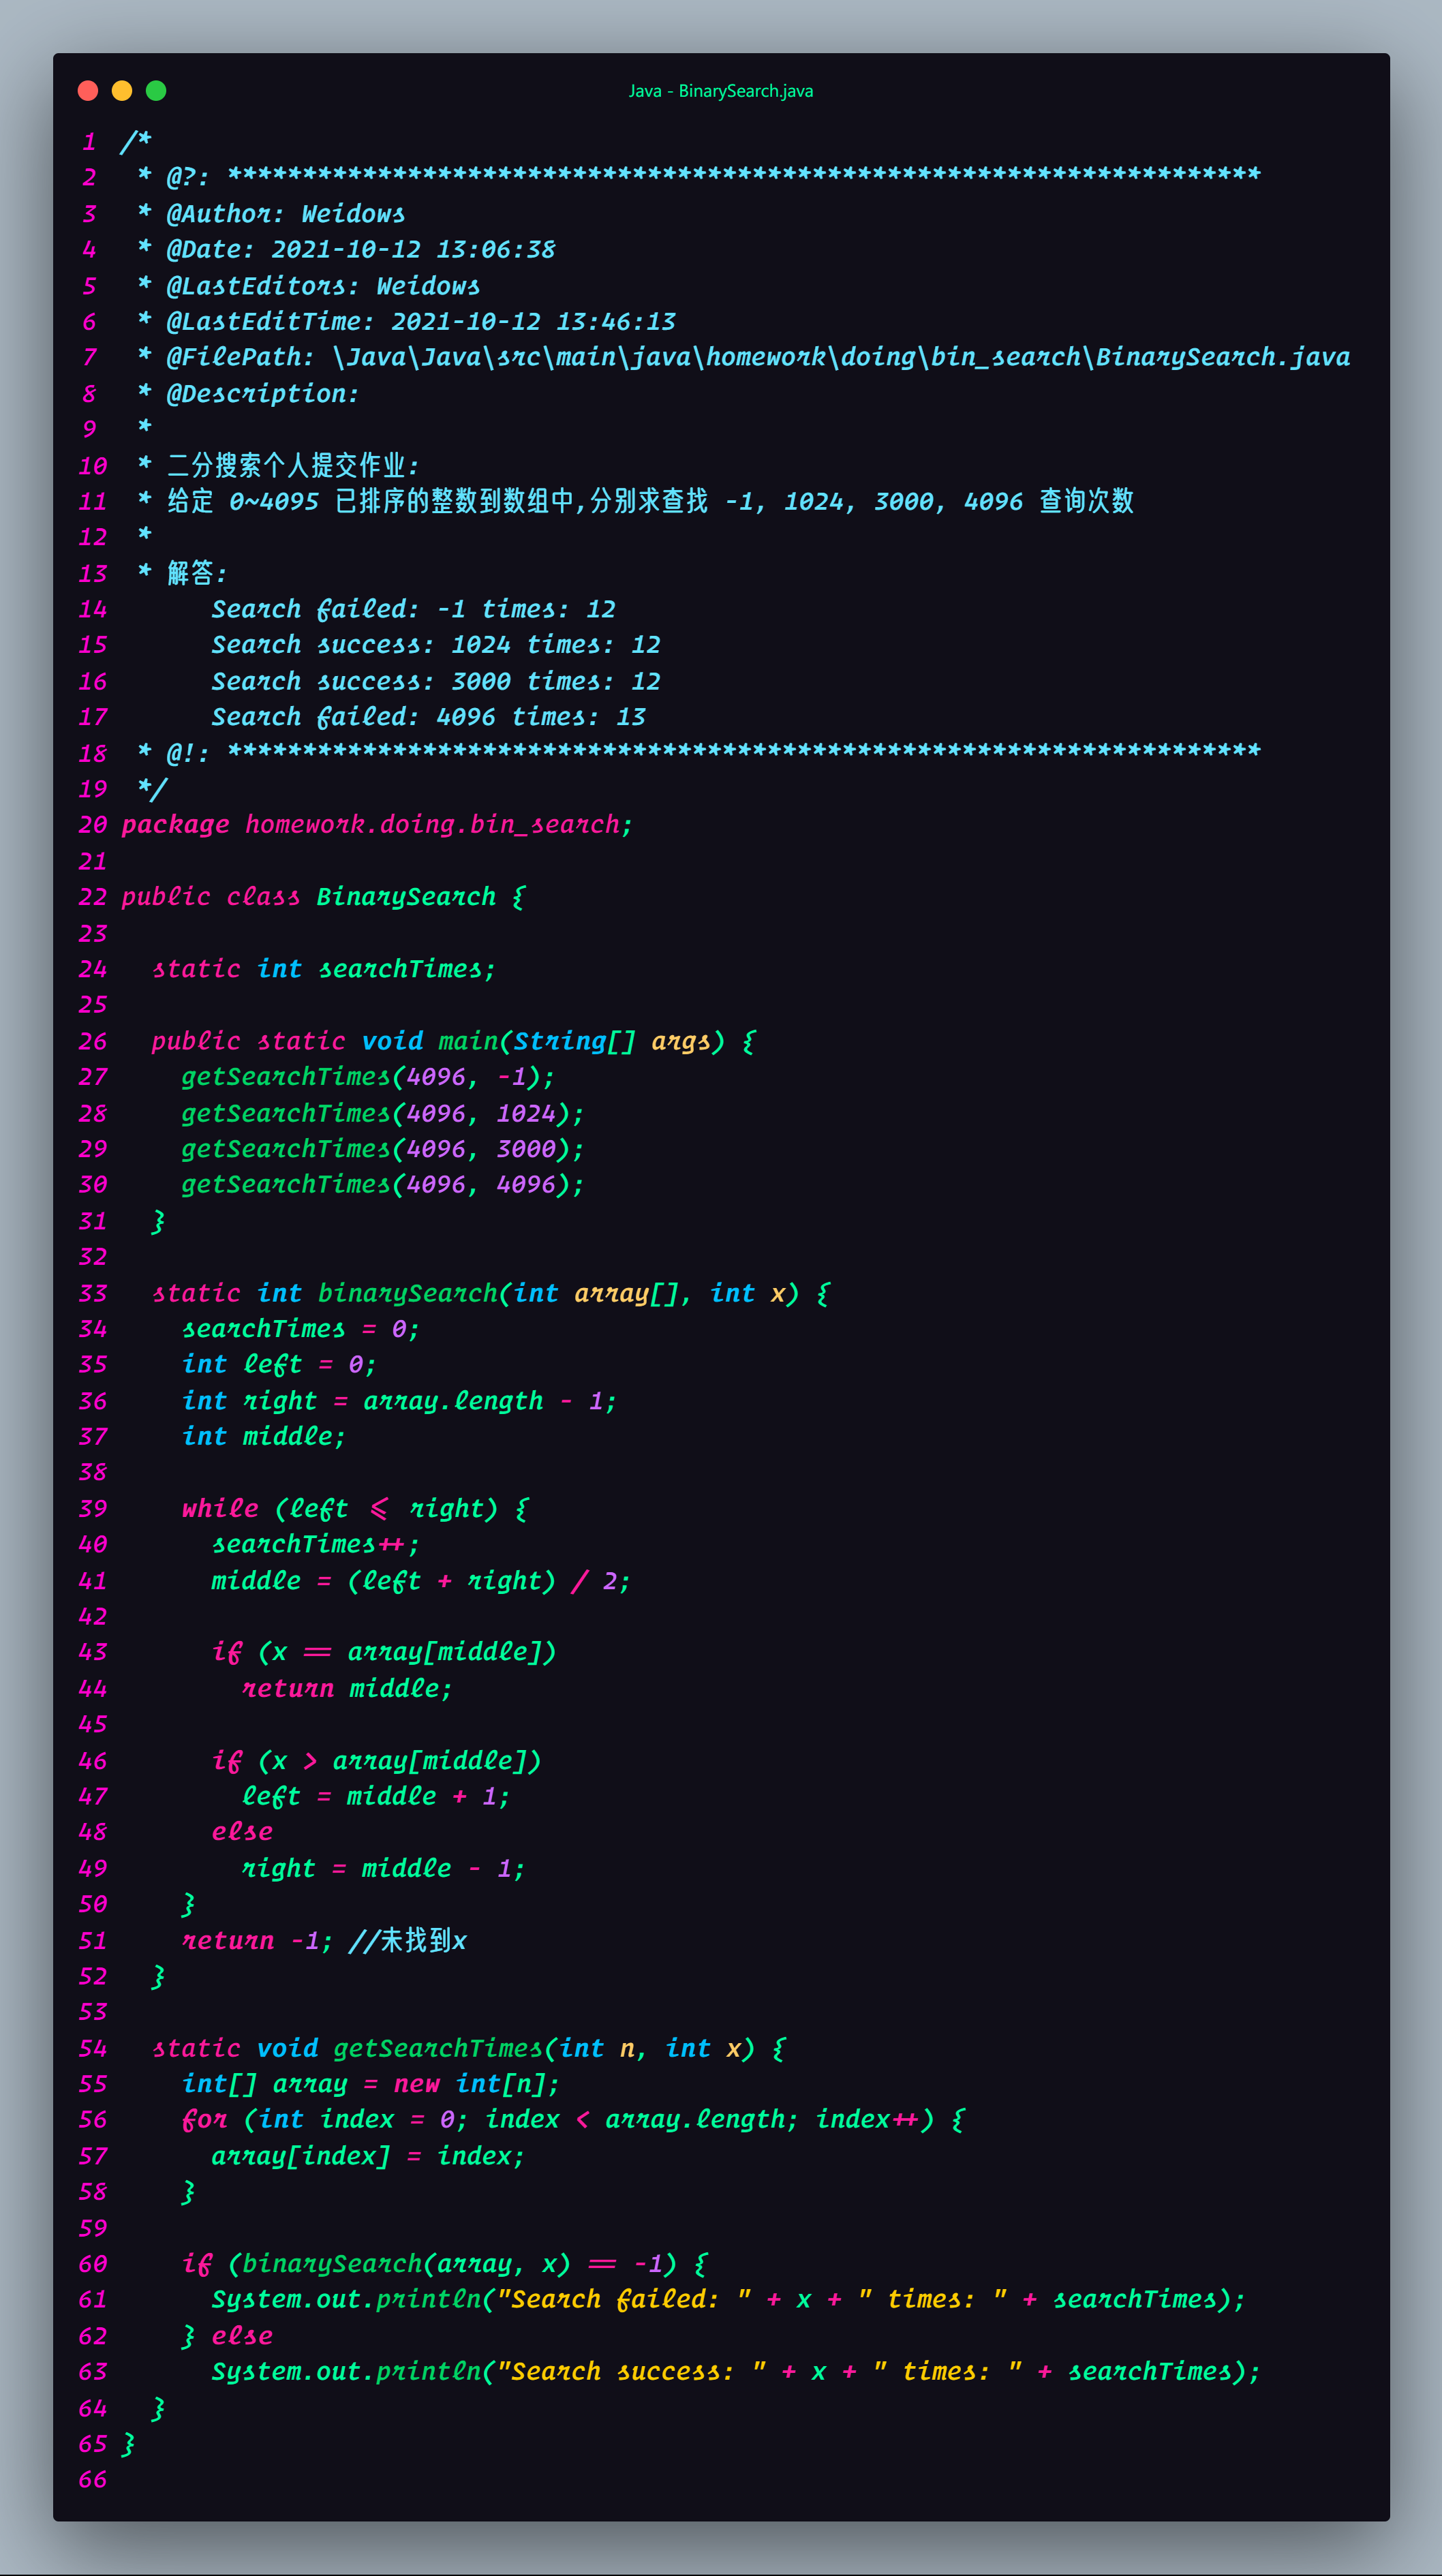 Java - BinarySearch.java
1 /*
2  * @?: *********************************************************************
3  * @Author: Weidows
4  * @Date: 2021-10-12 13:06:38
5  * @LastEditors: Weidows
6  * @LastEditTime: 2021-10-12 13:46:13
7  * @FilePath: \Java\Java\src\main\java\homework\doing\bin_search\BinarySearch.java
8  * @Description:
9  *
10  * 二分搜索个人提交作业:
11  * 给定 0~4095 已排序的整数到数组中,分别求查找 -1, 1024, 3000, 4096 查询次数
12  *
13  * 解答:
14       Search failed: -1 times: 12
15       Search success: 1024 times: 12
16       Search success: 3000 times: 12
17       Search failed: 4096 times: 13
18  * @!: *********************************************************************
19  */
20 package homework.doing.bin_search;
21
22 public class BinarySearch {
23
24   static int searchTimes;
25
26   public static void main(String[] args) {
27     getSearchTimes(4096, -1);
28     getSearchTimes(4096, 1024);
29     getSearchTimes(4096, 3000);
30     getSearchTimes(4096, 4096);
31   }
32
33   static int binarySearch(int array[], int x) {
34     searchTimes = 0;
35     int left = 0;
36     int right = array.length - 1;
37     int middle;
38
39     while (left <= right) {
40       searchTimes++;
41       middle = (left + right) / 2;
42
43       if (x == array[middle])
44         return middle;
45
46       if (x > array[middle])
47         left = middle + 1;
48       else
49         right = middle - 1;
50     }
51     return -1; //未找到x
52   }
53
54   static void getSearchTimes(int n, int x) {
55     int[] array = new int[n];
56     for (int index = 0; index < array.length; index++) {
57       array[index] = index;
58     }
59
60     if (binarySearch(array, x) == -1) {
61       System.out.println("Search failed: " + x + " times: " + searchTimes);
62     } else
63       System.out.println("Search success: " + x + " times: " + searchTimes);
64   }
65 }
66